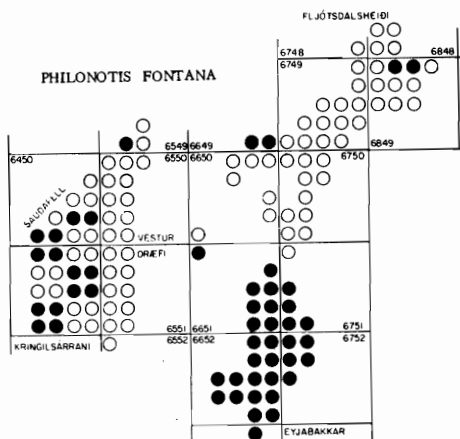 FLJÓTSDALSHEIÐI
6748 6848
6749
PHILONOTIS FONTANA
6549 6649
6450 6550 6650 6750 6849
SAUÐAFELL
VESTUR
ÖRÆFI
6551 6651 6751
KRINGILSÁRRANI 6552 6652 6752
EYJABAKKAR